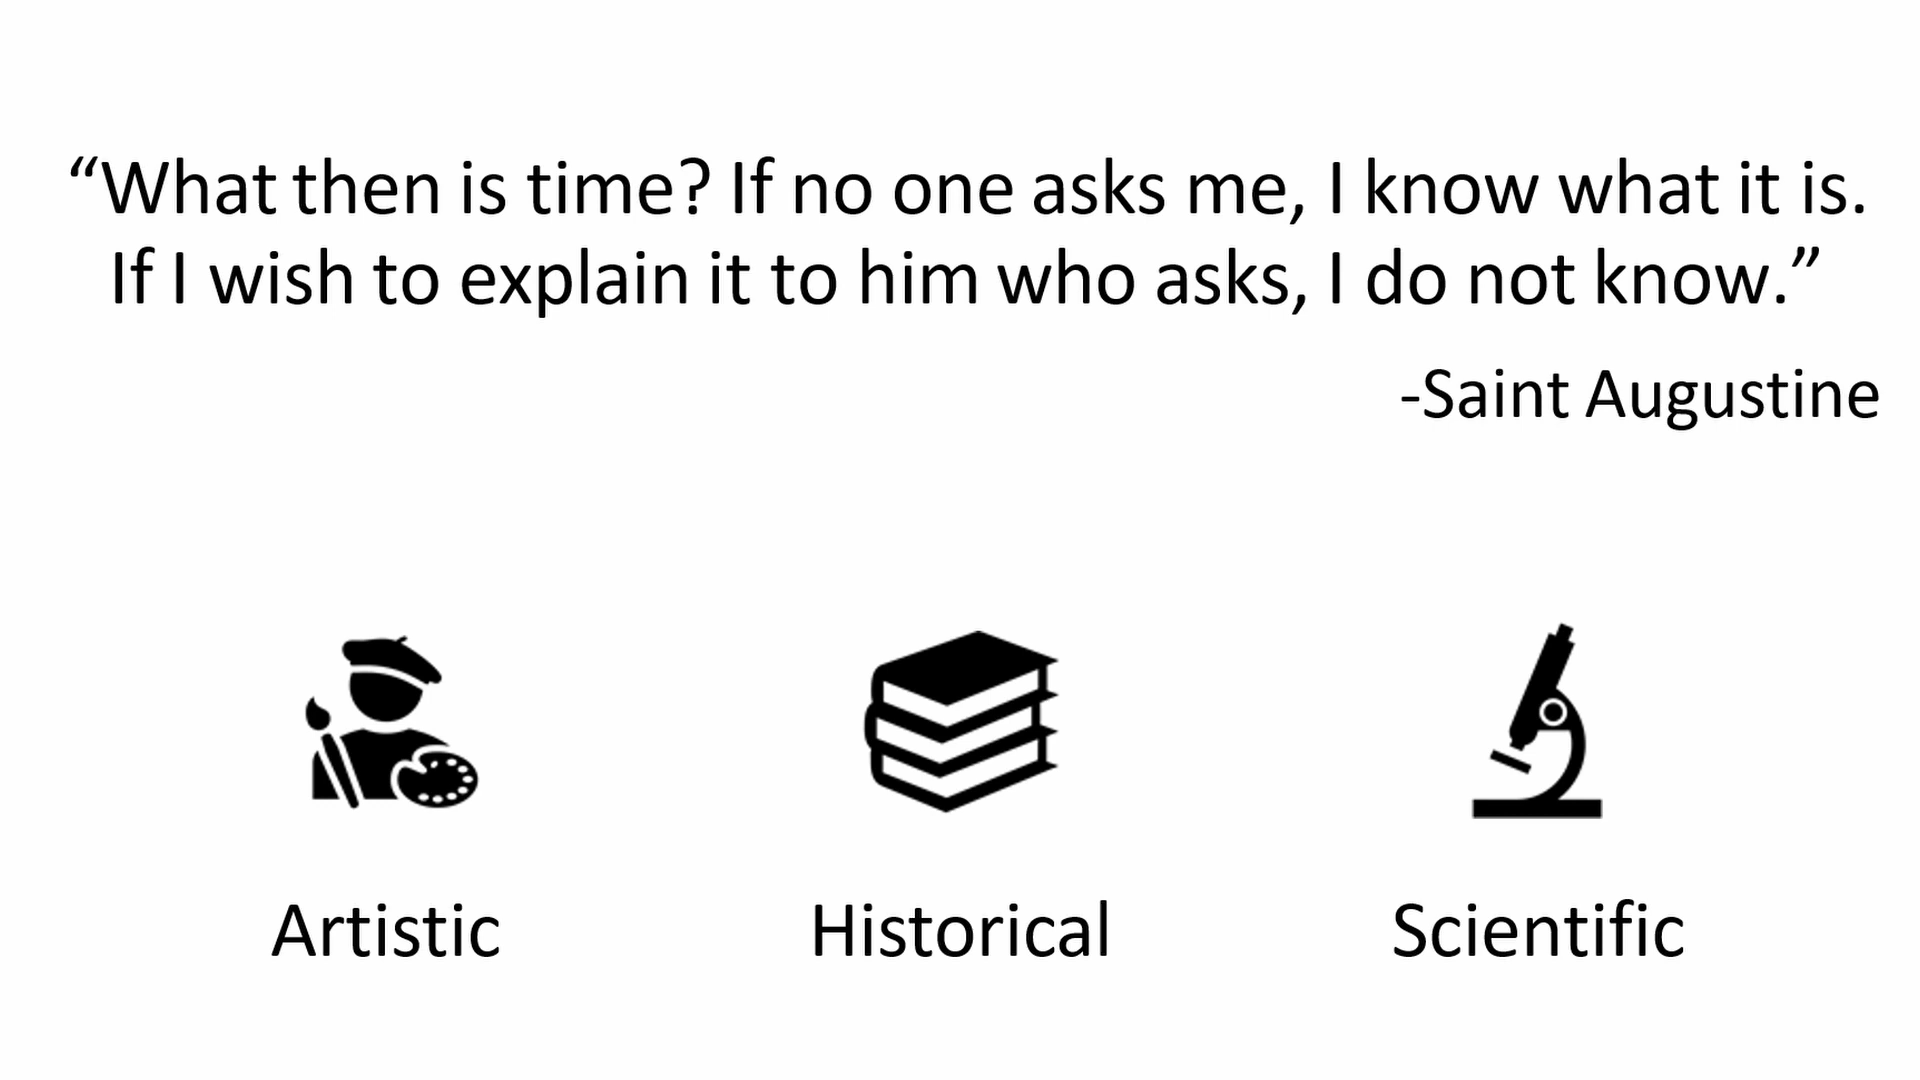 “What then is time? If no one asks me, I know what it is.
If I wish to explain it to him who asks, I do not know.”
-Saint Augustine
Artistic
Historical
Scientific